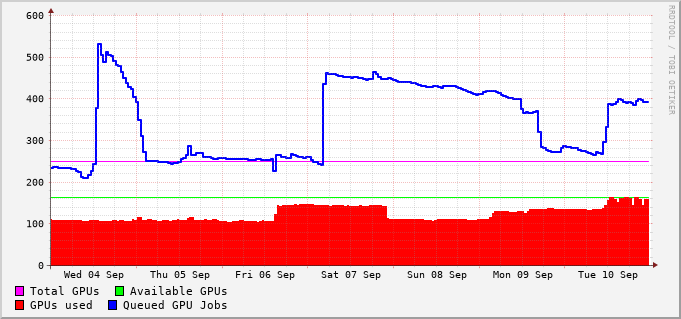 RRDTOOL / TOBI OETIKER
600
500
400
300
200
100
0
Wed 04 Sep Thu 05 Sep Fri 06 Sep Sat 07 Sep Sun 08 Sep Mon 09 Sep Tue 10 Sep
Total GPUs Available GPUs
GPUs used Queued GPU Jobs